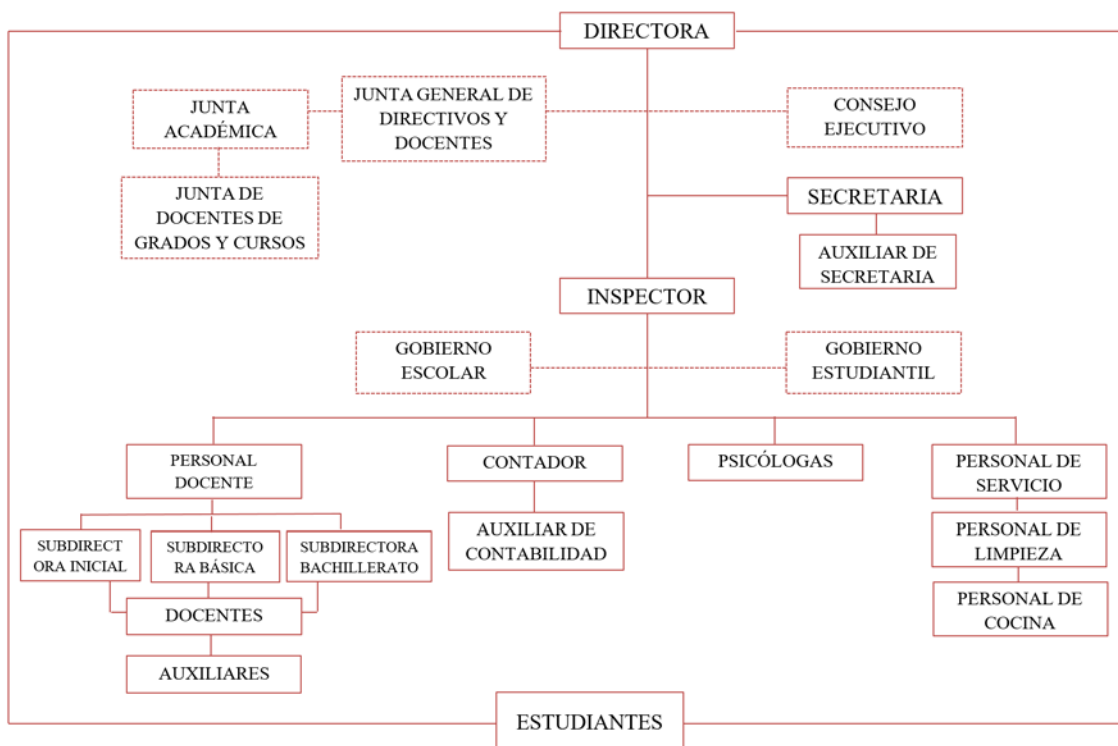 DIRECTORA
JUNTA
ACADÉMICA
JUNTA GENERAL DE
DIRECTIVOS Y
DOCENTES
CONSEJO
EJECUTIVO
JUNTA DE
DOCENTES DE
GRADOS Y CURSOS
SECRETARIA
AUXILIAR DE
SECRETARIA
INSPECTOR
GOBIERNO
ESCOLAR
GOBIERNO
ESTUDIANTIL
PERSONAL
DOCENTE
CONTADOR
PSICÓLOGAS
PERSONAL DE
SERVICIO
SUBDIRECT
ORA INICIAL
SUBDIRECTO
RA BÁSICA
SUBDIRECTORA
BACHILLERATO
AUXILIAR DE
CONTABILIDAD
PERSONAL DE
LIMPIEZA
DOCENTES
PERSONAL DE
COCINA
AUXILIARES
ESTUDIANTES